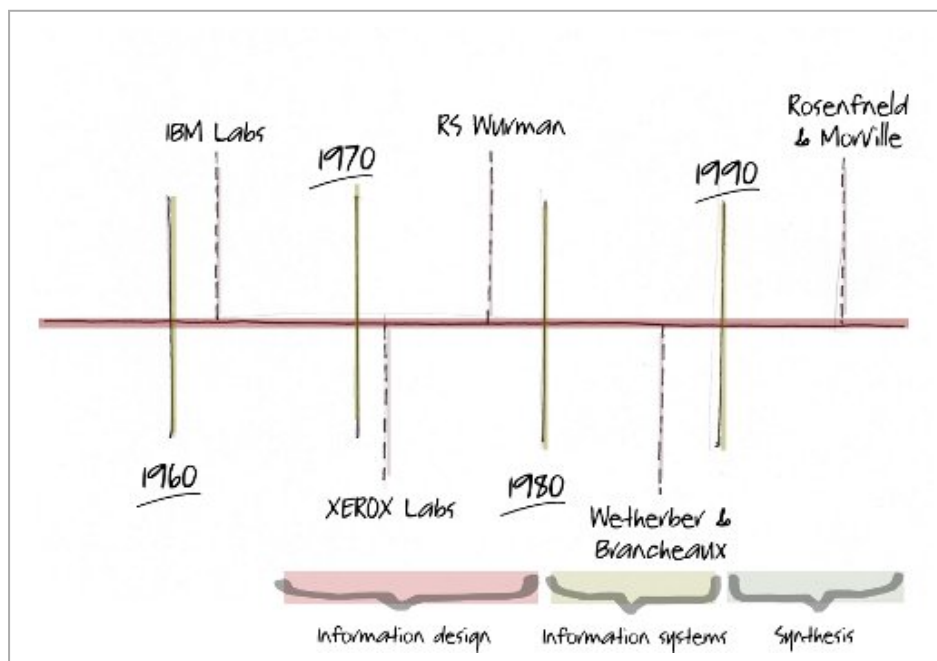 IBM Labs
1970
RS Wurman
1990
Rosenfneld
& Morville
1960
XEROX Labs
1980
Wetherber &
Brancheaux
Information design
Information systems
Synthesis